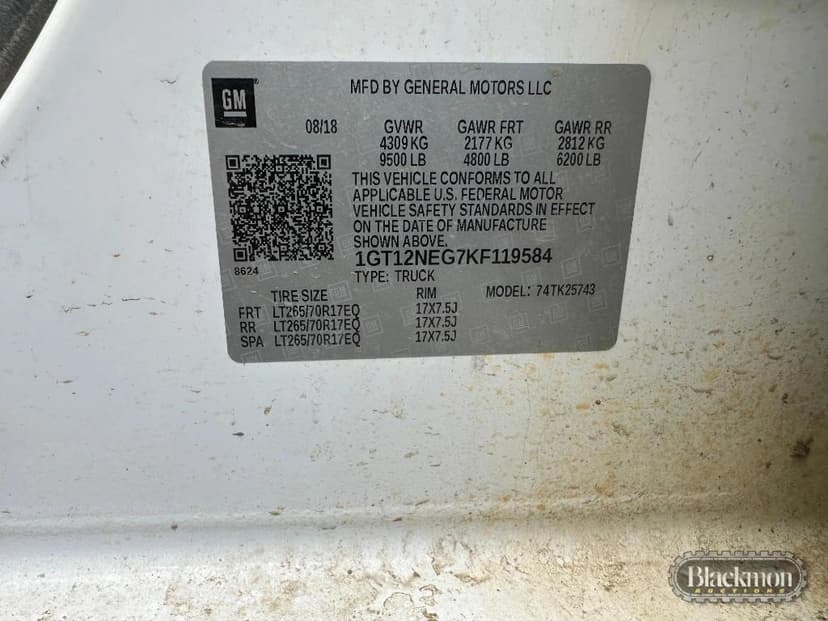 GM
MFD BY GENERAL MOTORS LLC
08/18 GVWR GAWR FRT GAWR RR
4309 KG 2177 KG 2812 KG
9500 LB 4800 LB 6200 LB
THIS VEHICLE CONFORMS TO ALL
APPLICABLE U.S. FEDERAL MOTOR
VEHICLE SAFETY STANDARDS IN EFFECT
ON THE DATE OF MANUFACTURE
SHOWN ABOVE.
8624
1GT12NEG7KF119584
TYPE: TRUCK
TIRE SIZE RIM MODEL: 74TK25743
FRT LT265/70R17EQ 17X7.5J
RR LT265/70R17EQ 17X7.5J
SPA LT265/70R17EQ 17X7.5J
Blackmon
AUCTIONS